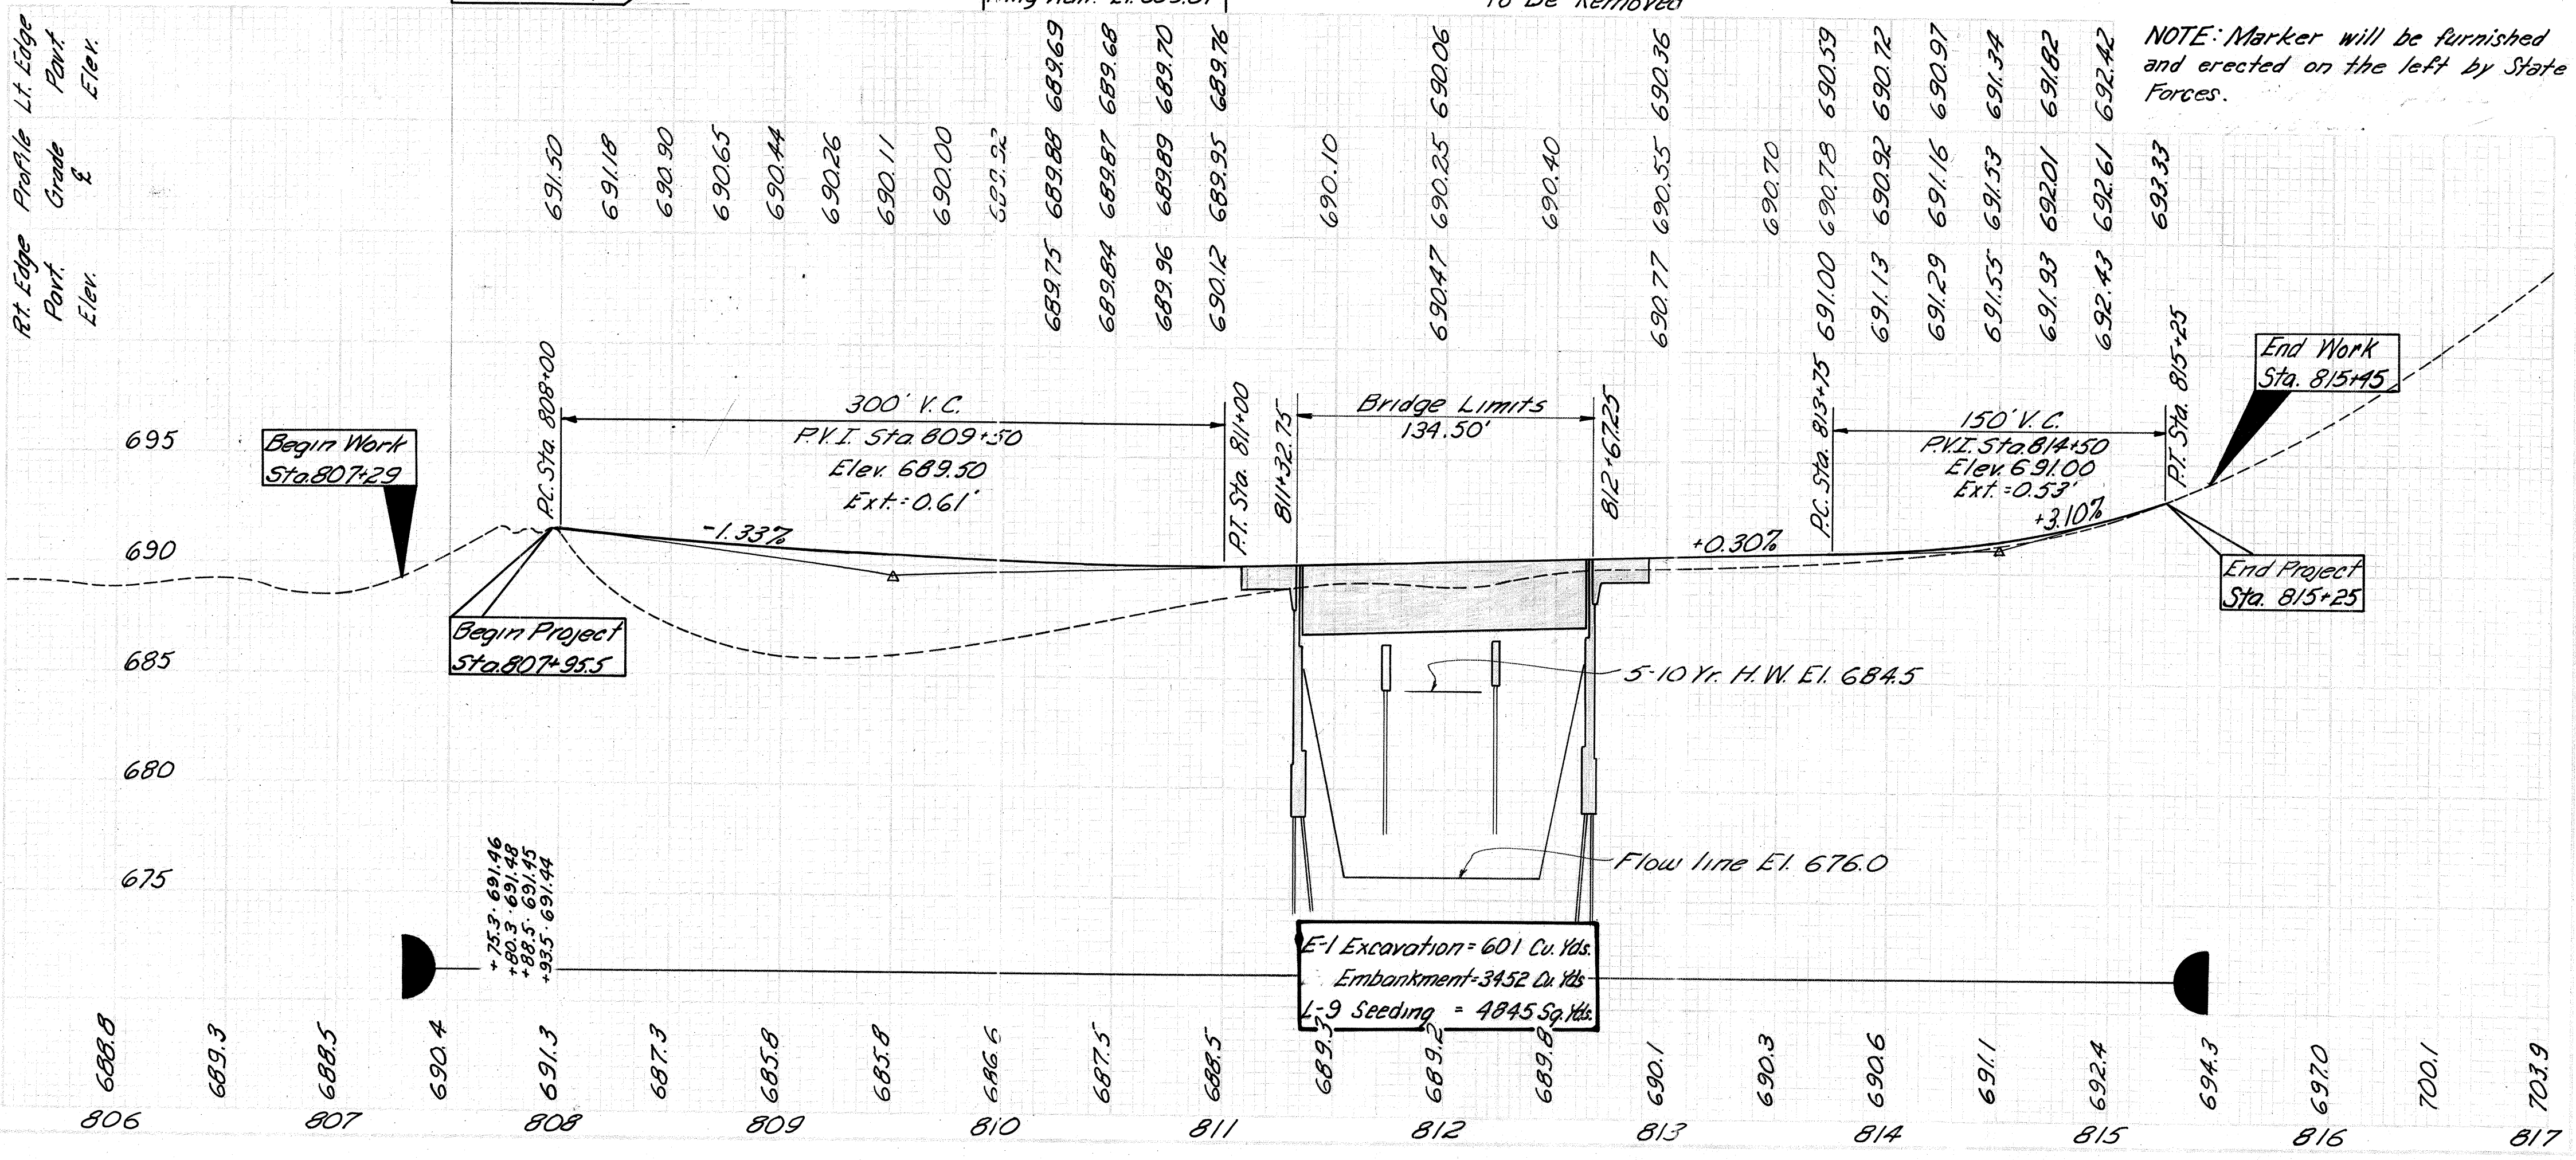 To Be Removed
NOTE: Marker will be furnished
and erected on the left by State
Forces.
Lt. Edge
Pavt.
Elev.
689.69 689.68 689.70 689.76 690.06 690.36 690.59 690.72 690.97 691.34 691.82 692.42
Profile
Grade
℄
691.50 691.18 690.90 690.65 690.44 690.26 690.11 690.00 689.92 689.88 689.87 689.89 689.95 690.10 690.25 690.40 690.55 690.70 690.78 690.92 691.16 691.53 692.01 692.61 693.33
Rt. Edge
Pavt.
Elev.
689.75 689.84 689.96 690.12 690.47 690.77 691.00 691.13 691.29 691.55 691.93 692.43
P.C. Sta. 808+00
300' V.C.
P.V.I. Sta. 809+50
Elev. 689.50
Ext.=0.61'
P.T. Sta. 811+00
811+32.75
Bridge Limits
134.50'
812+67.25
P.C. Sta. 813+75
150' V.C.
P.V.I. Sta. 814+50
Elev. 691.00
Ext.=0.53'
P.T. Sta. 815+25
End Work
Sta. 815+45
Begin Work
Sta. 807+29
-1.33%
+0.30%
+3.10%
Begin Project
Sta. 807+95.5
End Project
Sta. 815+25
695
690
685
680
675
5-10 Yr. H.W. El. 684.5
Flow line El. 676.0
+75.3 · 691.46
+80.3 · 691.48
+88.5 · 691.45
+93.5 · 691.44
E-1 Excavation = 601 Cu. Yds.
Embankment = 3452 Cu. Yds
L-9 Seeding = 4845 Sq. Yds.
688.8 689.3 688.5 690.4 691.3 687.3 685.8 685.8 686.6 687.5 688.5 689.3 689.2 689.8 690.1 690.3 690.6 691.1 692.4 694.3 697.0 700.1 703.9
806 807 808 809 810 811 812 813 814 815 816 817